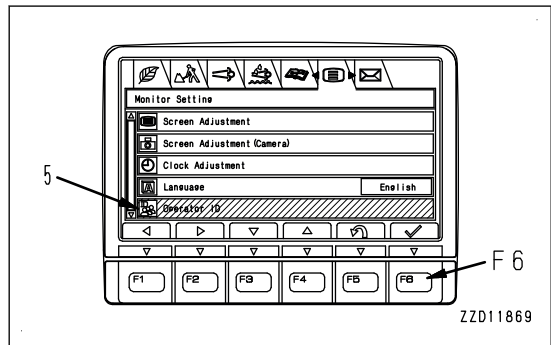 Monitor Setting
Screen Adjustment
Screen Adjustment (Camera)
Clock Adjustment
A Language English
5
Operator ID
F1 F2 F3 F4 F5 F6
F6
ZZD11869